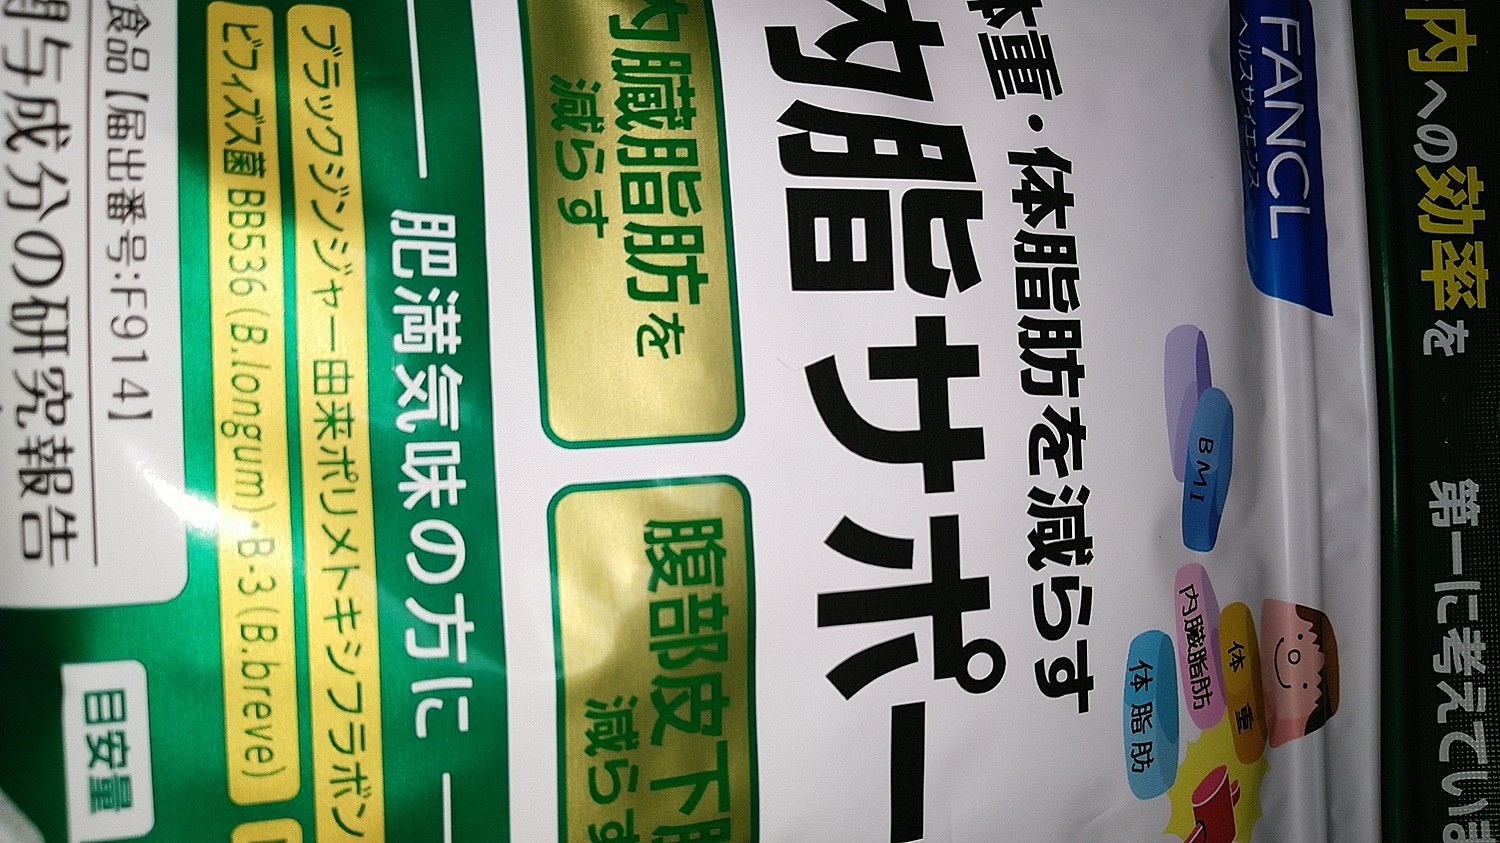 内への効率を 第一に考えていま
FANCL
ヘルスサイエンス
BMI
内臓脂肪
体重
体脂肪
体重・体脂肪を減らす
内脂サポー
内臓脂肪を
減らす
腹部皮下脂
減らす
肥満気味の方に
ブラックジンジャー由来ポリメトキシフラボン
ビフィズス菌 BB536 (B.longum)・B-3 (B.breve)
食品【届出番号:F914】
関与成分の研究報告
目安量